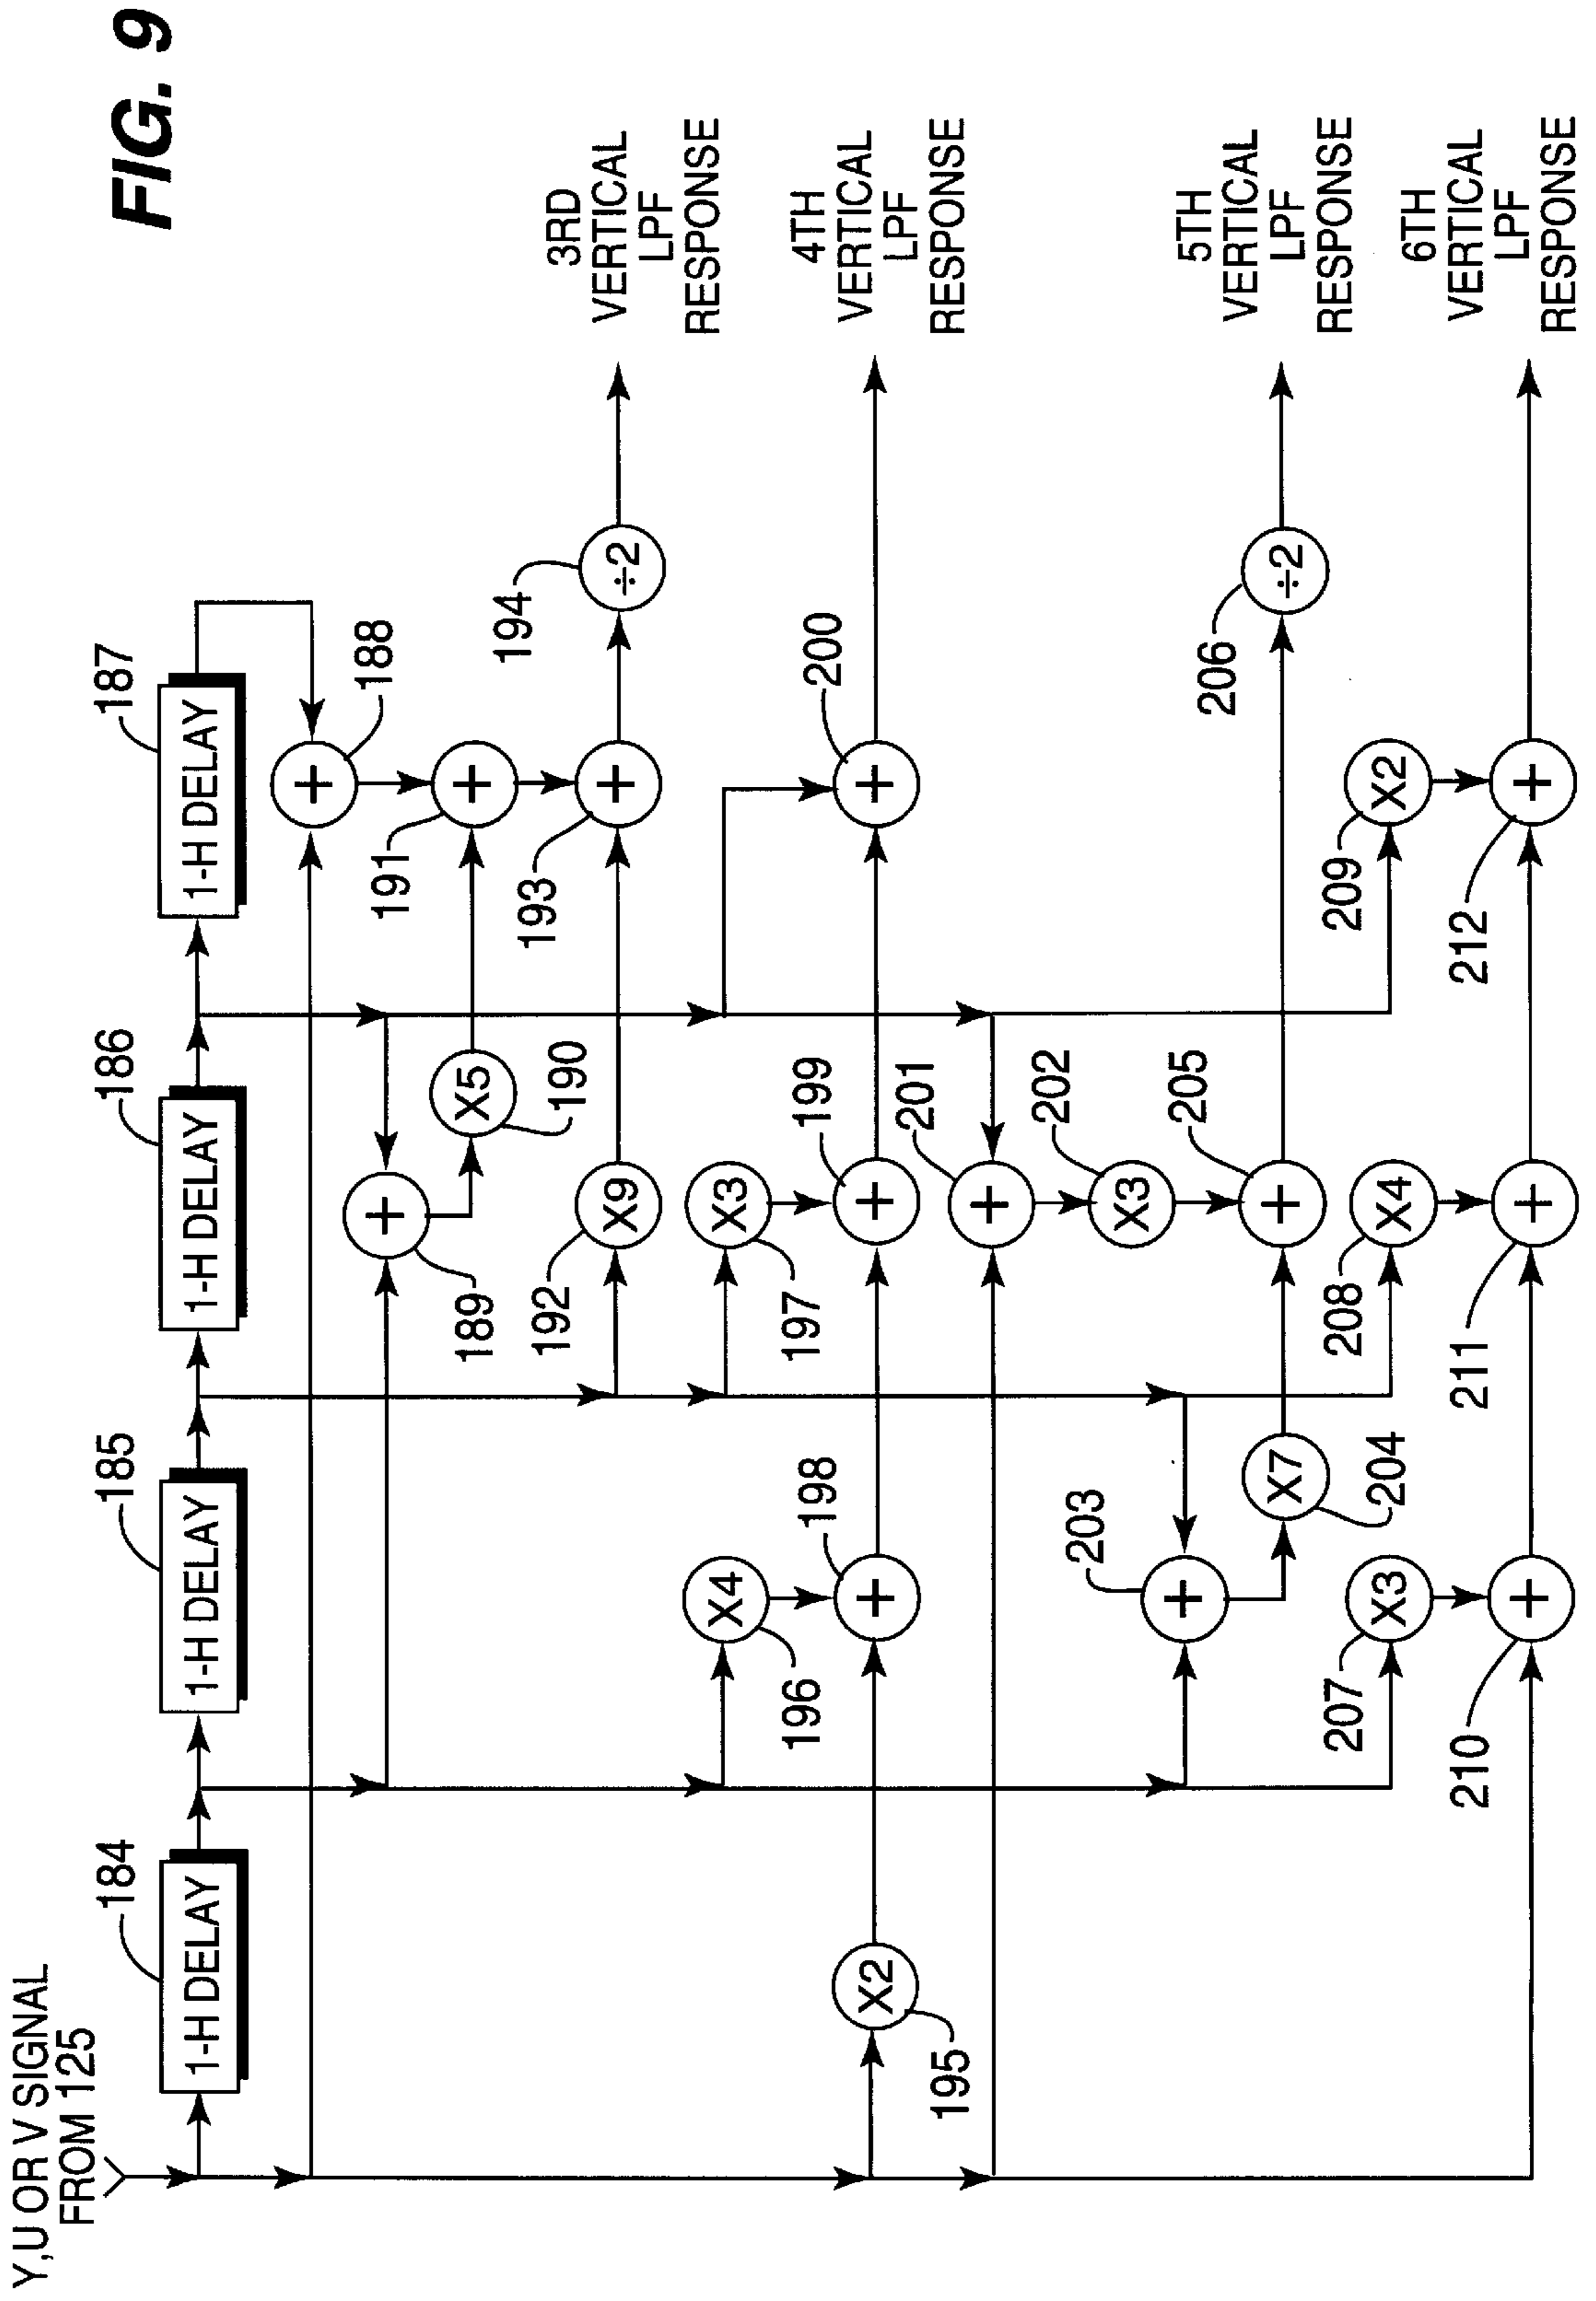 FIG. 9
Y,U OR V SIGNAL
FROM 125
184
1-H DELAY
185
1-H DELAY
186
1-H DELAY
187
1-H DELAY
+
188
+
189
X5
190
+
191
X9
192
+
193
÷2
194
3RD
VERTICAL
LPF
RESPONSE
X2
195
X4
196
X3
197
+
198
+
199
+
200
4TH
VERTICAL
LPF
RESPONSE
+
201
X3
202
+
203
X7
204
+
205
÷2
206
5TH
VERTICAL
LPF
RESPONSE
X3
207
X4
208
X2
209
+
210
+
211
+
212
6TH
VERTICAL
LPF
RESPONSE